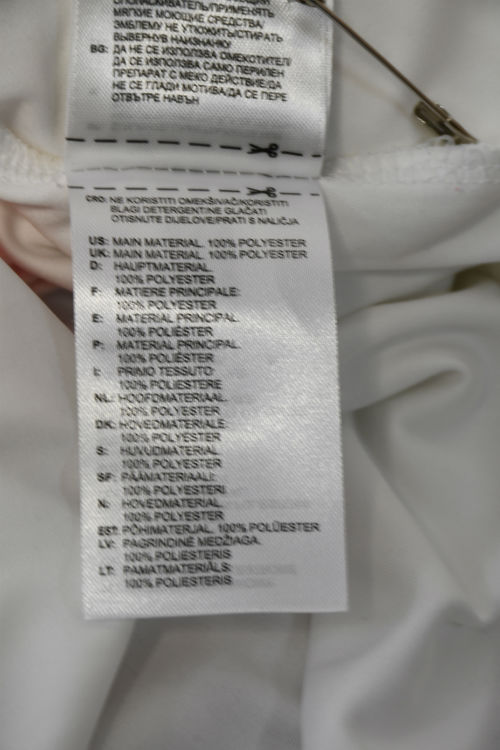 ОПОЛАСКИВАТЕЛЬ/ПРИМЕНЯТЬ
МЯГКИЕ МОЮЩИЕ СРЕДСТВА/
ЭМБЛЕМУ НЕ УТЮЖИТЬ/СТИРАТЬ
ВЫВЕРНУВ НАИЗНАНКУ
BG: ДА НЕ СЕ ИЗПОЛЗВА ОМЕКОТИТЕЛ/
ДА СЕ ИЗПОЛЗВА САМО ПЕРИЛЕН
ПРЕПАРАТ С МЕКО ДЕЙСТВИЕ/ДА
НЕ СЕ ГЛАДИ МОТИВА/ДА СЕ ПЕРЕ
ОТВЪТРЕ НАВЪН
CRO: NE KORISTITI OMEKŠIVAČ/KORISTITI
BLAGI DETERGENT/NE GLAČATI
OTISNUTE DIJELOVE/PRATI S NALIČJA
US: MAIN MATERIAL. 100% POLYESTER
UK: MAIN MATERIAL. 100% POLYESTER
D: HAUPTMATERIAL.
100% POLYESTER
F: MATIERE PRINCIPALE:
100% POLYESTER
E: MATERIAL PRINCIPAL.
100% POLIÉSTER
P: MATERIAL PRINCIPAL.
100% POLIÉSTER
I: PRIMO TESSUTO
100% POLIESTERE
NL: HOOFDMATERIAAL.
100% POLYESTER
DK: HOVEDMATERIALE:
100% POLYESTER
S: HUVUDMATERIAL.
100% POLYESTER
SF: PÄÄMATERIAALI:
100% POLYESTERI
N: HOVEDMATERIAL.
100% POLYESTER
EST: PÕHIMATERJAL. 100% POLÜESTER
LV: PAGRINDINĖ MEDŽIAGA.
100% POLIESTERIS
LT: PAMATMATERIĀLS:
100% POLIESTERIS